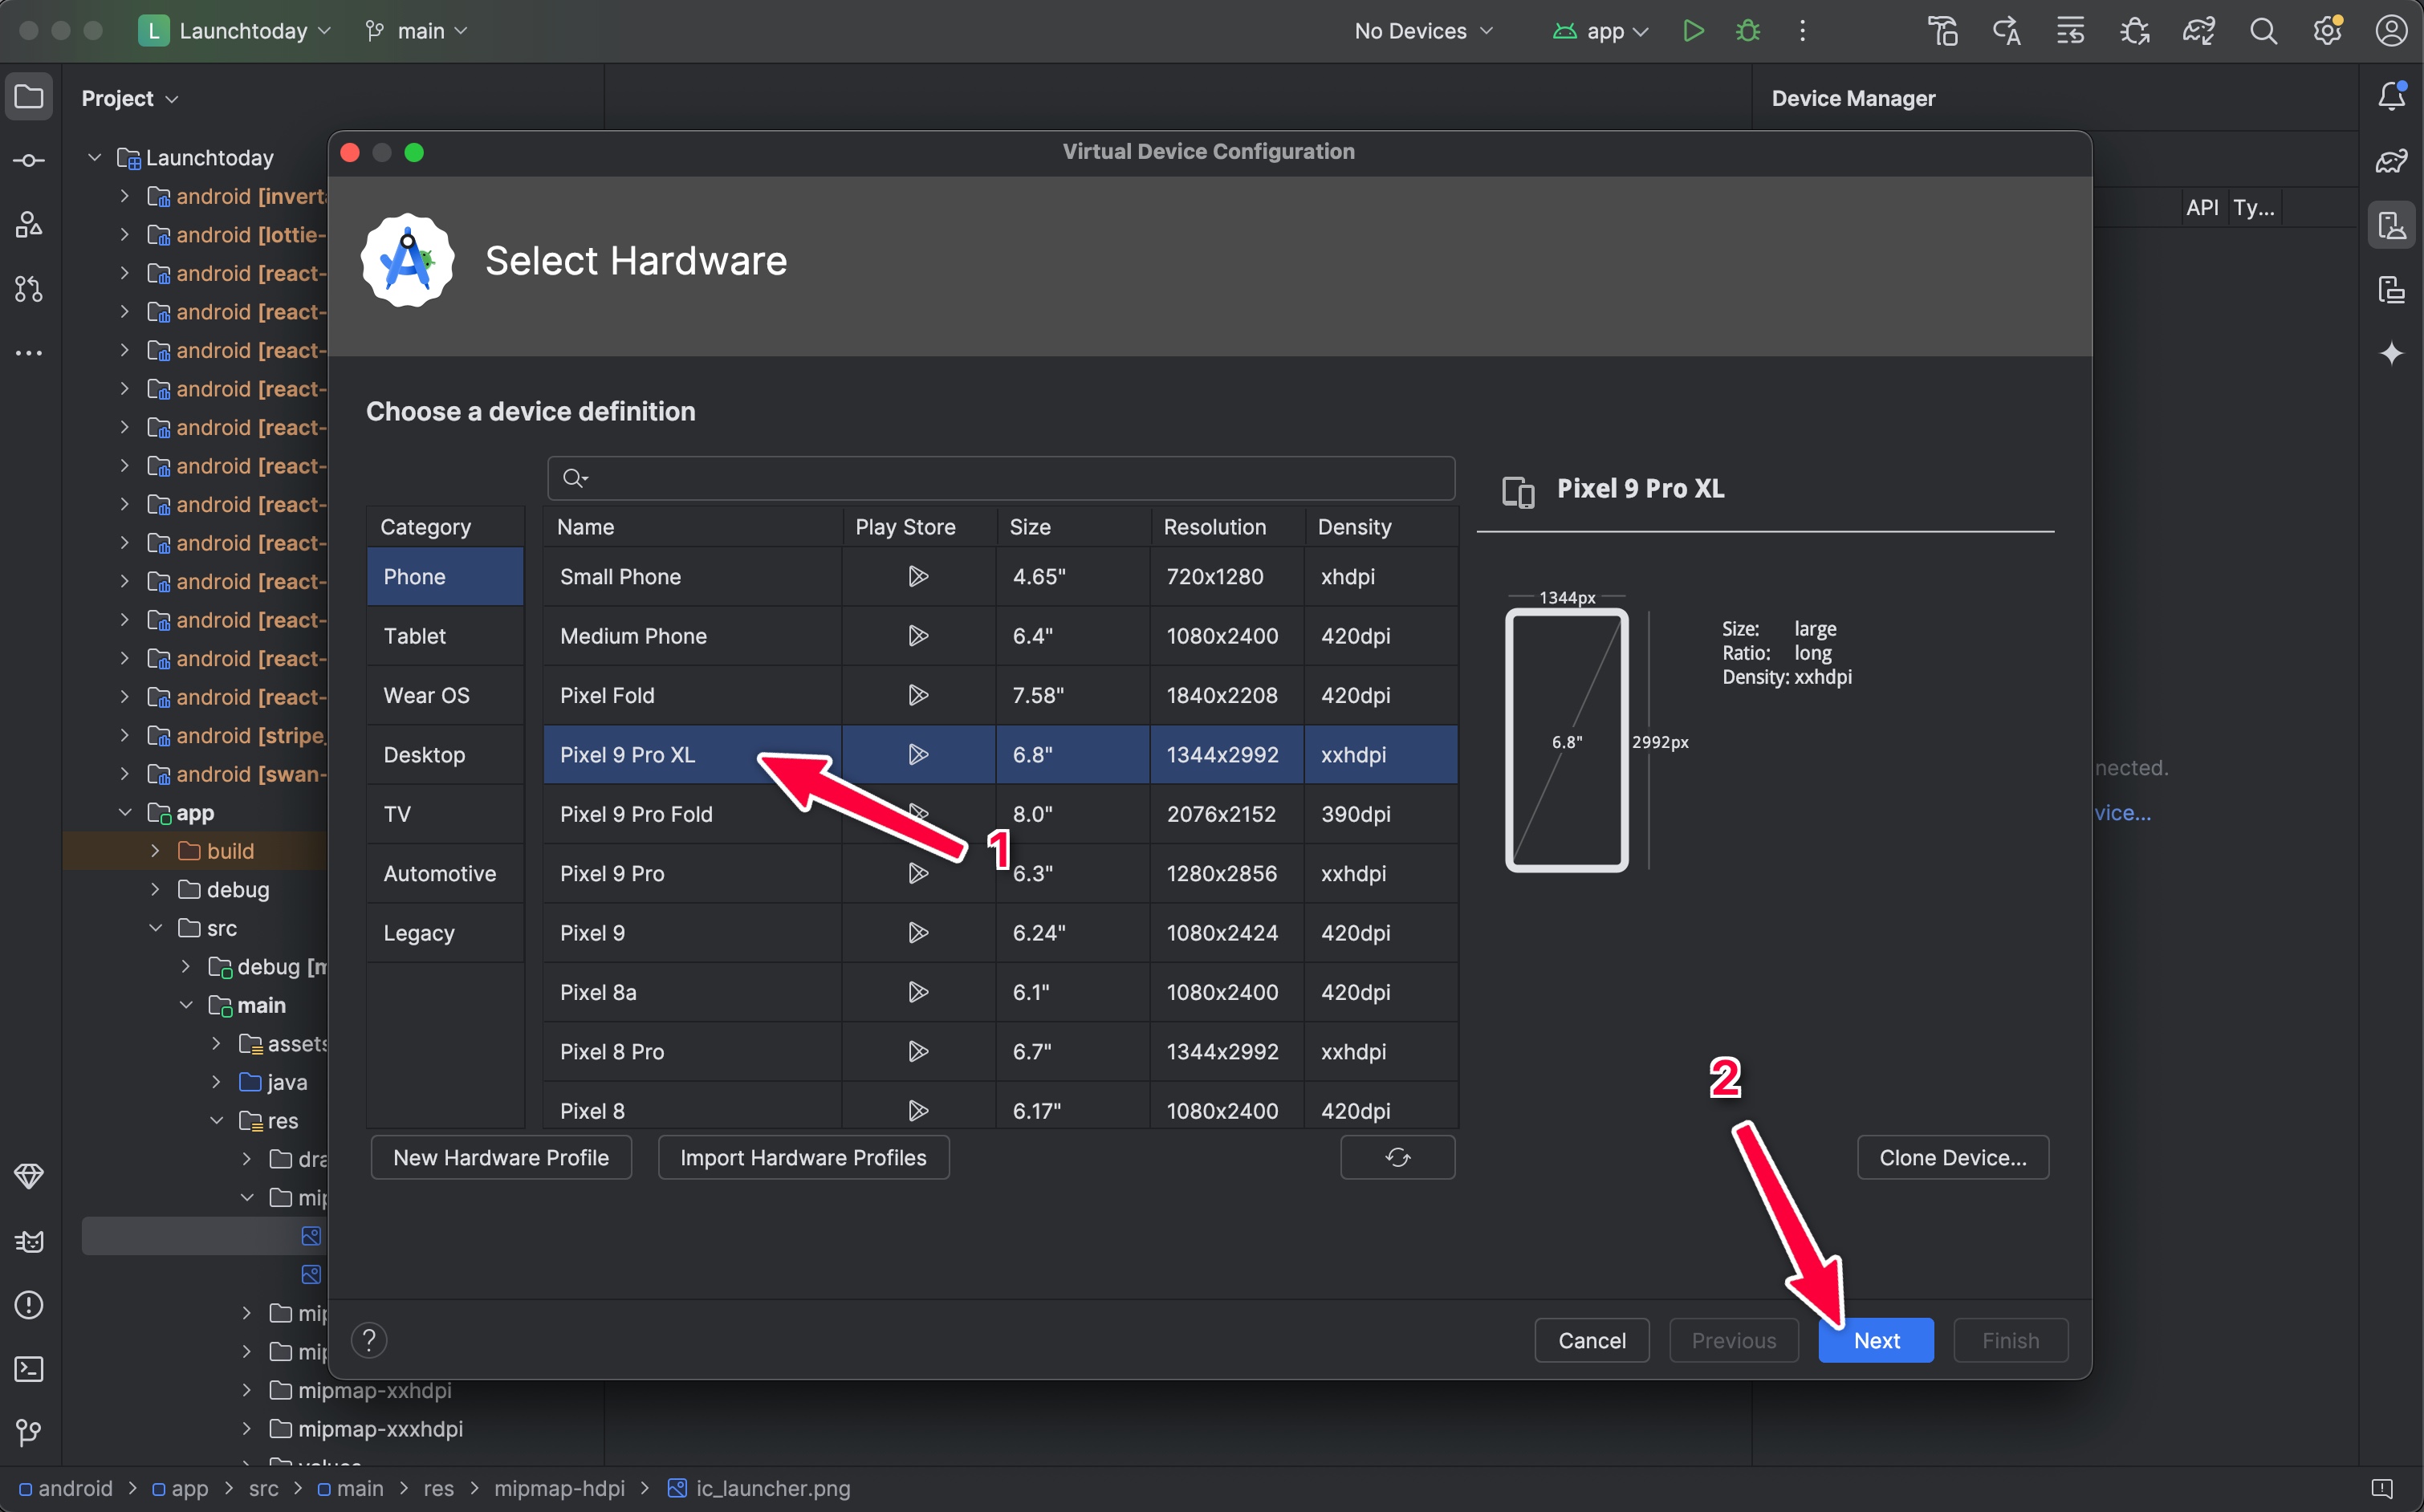 L Launchtoday main No Devices app
Project
Device Manager
Launchtoday
android [invert
android [lottie-
android [react-
android [react-
android [react-
android [react-
android [react-
android [react-
android [react-
android [react-
android [react-
android [react-
android [react-
android [react-
android [stripe_
android [swan-
app
build
debug
src
debug [m
main
assets
java
res
dra
mip
mip
mip
mipmap-xxhdpi
mipmap-xxxhdpi
values
Virtual Device Configuration
Select Hardware
Choose a device definition
Category
Phone
Tablet
Wear OS
Desktop
TV
Automotive
Legacy
Name Play Store Size Resolution Density
Small Phone 4.65" 720x1280 xhdpi
Medium Phone 6.4" 1080x2400 420dpi
Pixel Fold 7.58" 1840x2208 420dpi
Pixel 9 Pro XL 6.8" 1344x2992 xxhdpi
Pixel 9 Pro Fold 8.0" 2076x2152 390dpi
1
Pixel 9 Pro 6.3" 1280x2856 xxhdpi
Pixel 9 6.24" 1080x2424 420dpi
Pixel 8a 6.1" 1080x2400 420dpi
Pixel 8 Pro 6.7" 1344x2992 xxhdpi
Pixel 8 6.17" 1080x2400 420dpi
New Hardware Profile Import Hardware Profiles
Pixel 9 Pro XL
1344px
6.8"
2992px
Size: large
Ratio: long
Density: xxhdpi
2
Clone Device...
? Cancel Previous Next Finish
API Ty...
nected.
vice...
android > app > src > main > res > mipmap-hdpi > ic_launcher.png